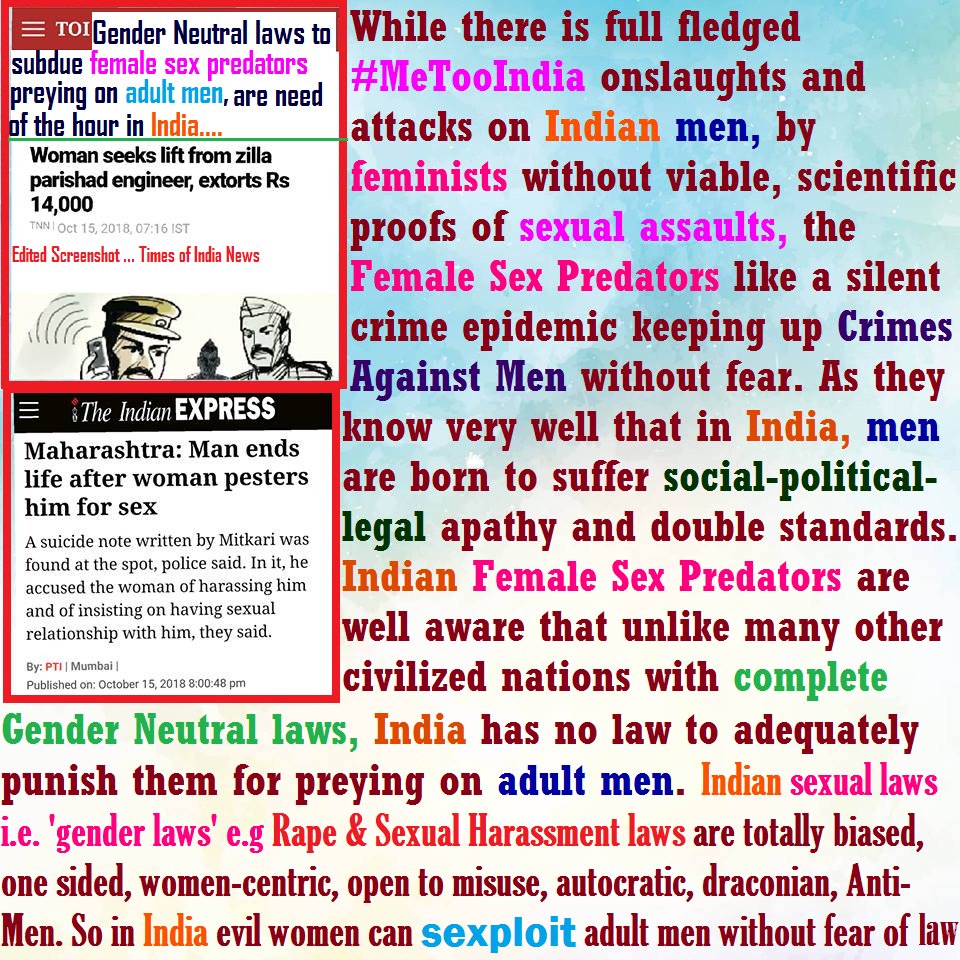 TOI Gender Neutral laws to
subdue female sex predators
preying on adult men, are need
of the hour in India....
Woman seeks lift from zilla
parishad engineer, extorts Rs
14,000
TNN | Oct 15, 2018, 07:16 IST
Edited Screenshot ... Times of India News
The Indian EXPRESS
Maharashtra: Man ends
life after woman pesters
him for sex
A suicide note written by Mitkari was
found at the spot, police said. In it, he
accused the woman of harassing him
and of insisting on having sexual
relationship with him, they said.
By: PTI | Mumbai |
Published on: October 15, 2018 8:00:48 pm
While there is full fledged
#MeTooIndia onslaughts and
attacks on Indian men, by
feminists without viable, scientific
proofs of sexual assaults, the
Female Sex Predators like a silent
crime epidemic keeping up Crimes
Against Men without fear. As they
know very well that in India, men
are born to suffer social-political-
legal apathy and double standards.
Indian Female Sex Predators are
well aware that unlike many other
civilized nations with complete
Gender Neutral laws, India has no law to adequately
punish them for preying on adult men. Indian sexual laws
i.e. 'gender laws' e.g Rape & Sexual Harassment laws are totally biased,
one sided, women-centric, open to misuse, autocratic, draconian, Anti-
Men. So in India evil women can sexploit adult men without fear of law